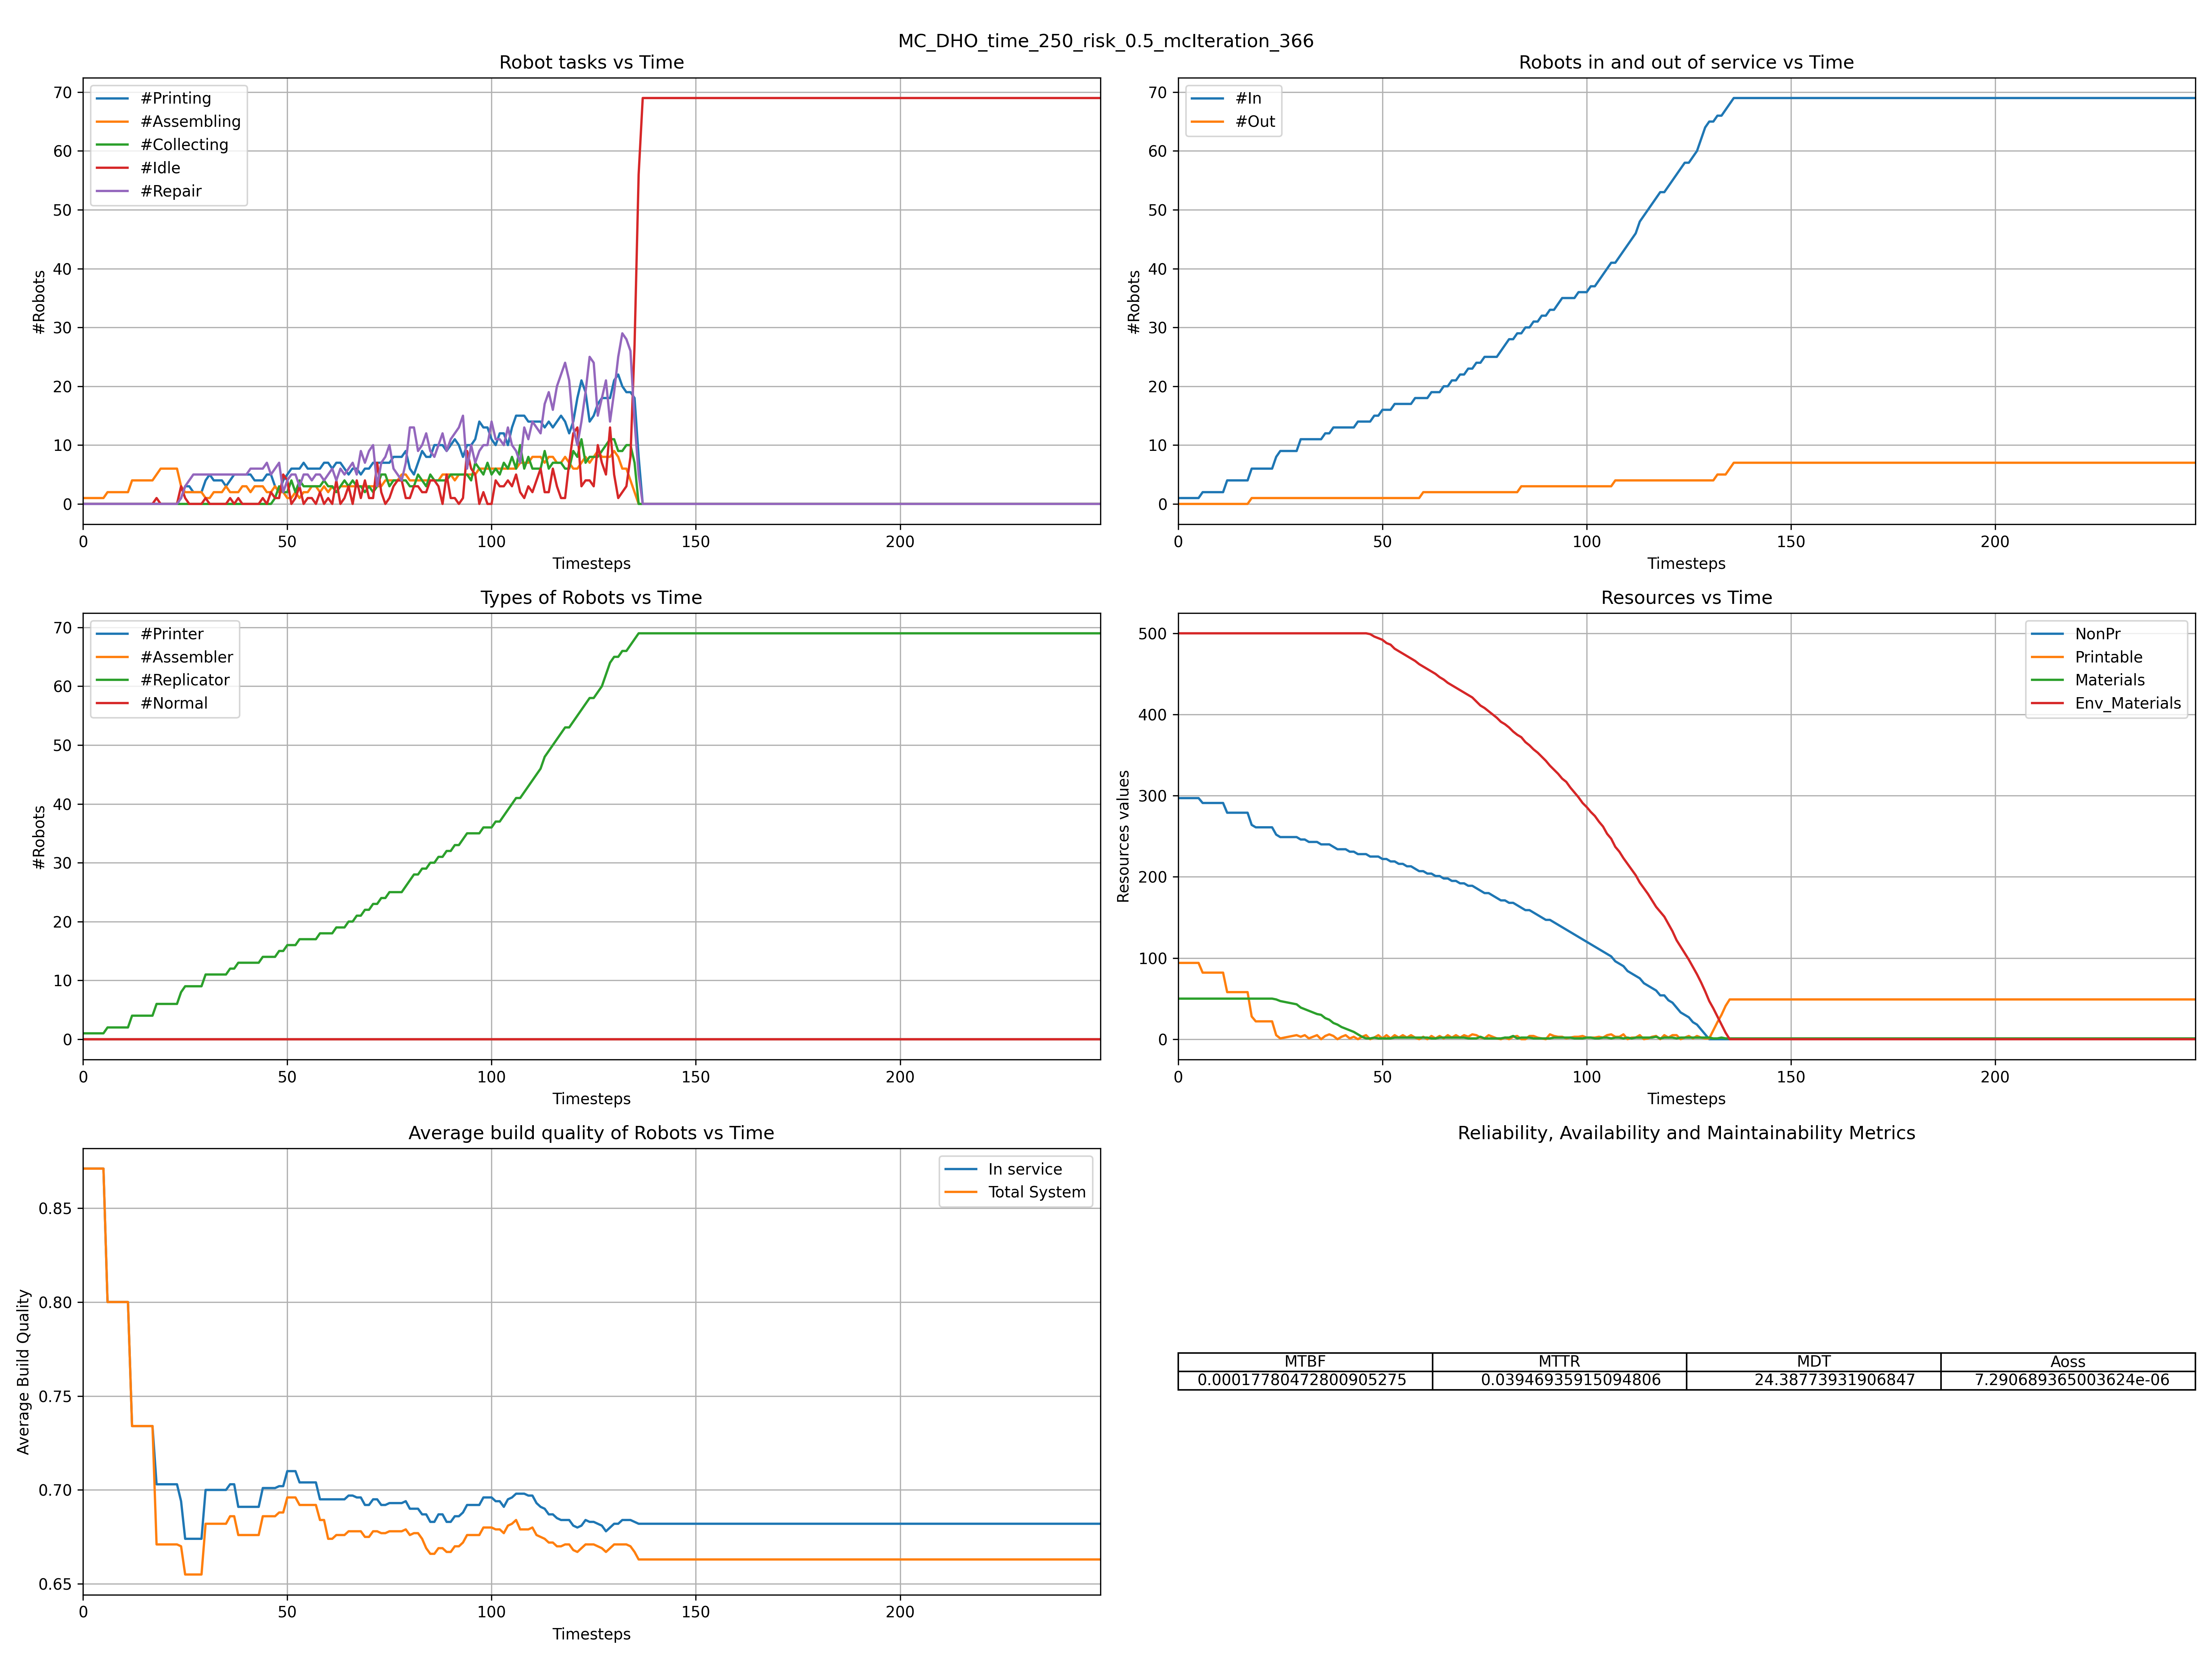 MC_DHO_time_250_risk_0.5_mcIteration_366
Robot tasks vs Time
70
60
50
40
30
20
10
0
#Robots
#Printing
#Assembling
#Collecting
#Idle
#Repair
0 50 100 150 200
Timesteps
Robots in and out of service vs Time
70
60
50
40
30
20
10
0
#Robots
#In
#Out
0 50 100 150 200
Timesteps
Types of Robots vs Time
70
60
50
40
30
20
10
0
#Robots
#Printer
#Assembler
#Replicator
#Normal
0 50 100 150 200
Timesteps
Resources vs Time
500
400
300
200
100
0
Resources values
NonPr
Printable
Materials
Env_Materials
0 50 100 150 200
Timesteps
Average build quality of Robots vs Time
0.85
0.80
0.75
0.70
0.65
Average Build Quality
In service
Total System
0 50 100 150 200
Timesteps
Reliability, Availability and Maintainability Metrics
MTBF MTTR MDT Aoss
0.00017780472800905275 0.03946935915094806 24.38773931906847 7.290689365003624e-06